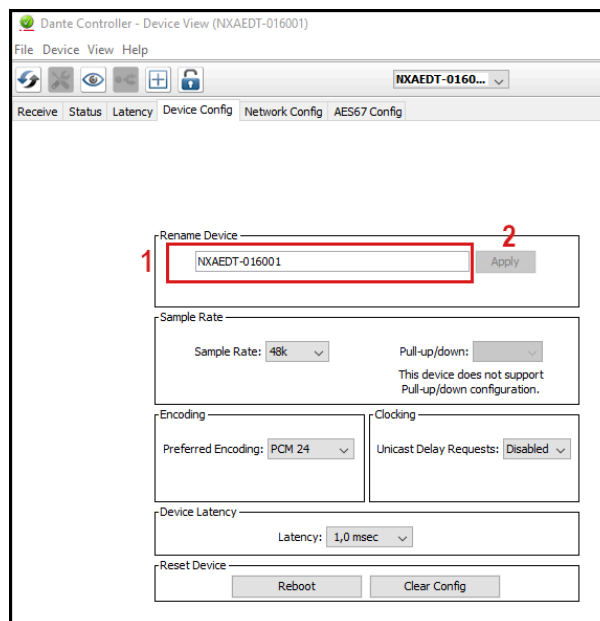 Dante Controller - Device View (NXAEDT-016001)
File Device View Help
NXAEDT-0160...
Receive Status Latency Device Config Network Config AES67 Config
Rename Device
1 NXAEDT-016001 Apply 2
Sample Rate
Sample Rate: 48k Pull-up/down:
This device does not support
Pull-up/down configuration.
Encoding Clocking
Preferred Encoding: PCM 24 Unicast Delay Requests: Disabled
Device Latency
Latency: 1,0 msec
Reset Device
Reboot Clear Config